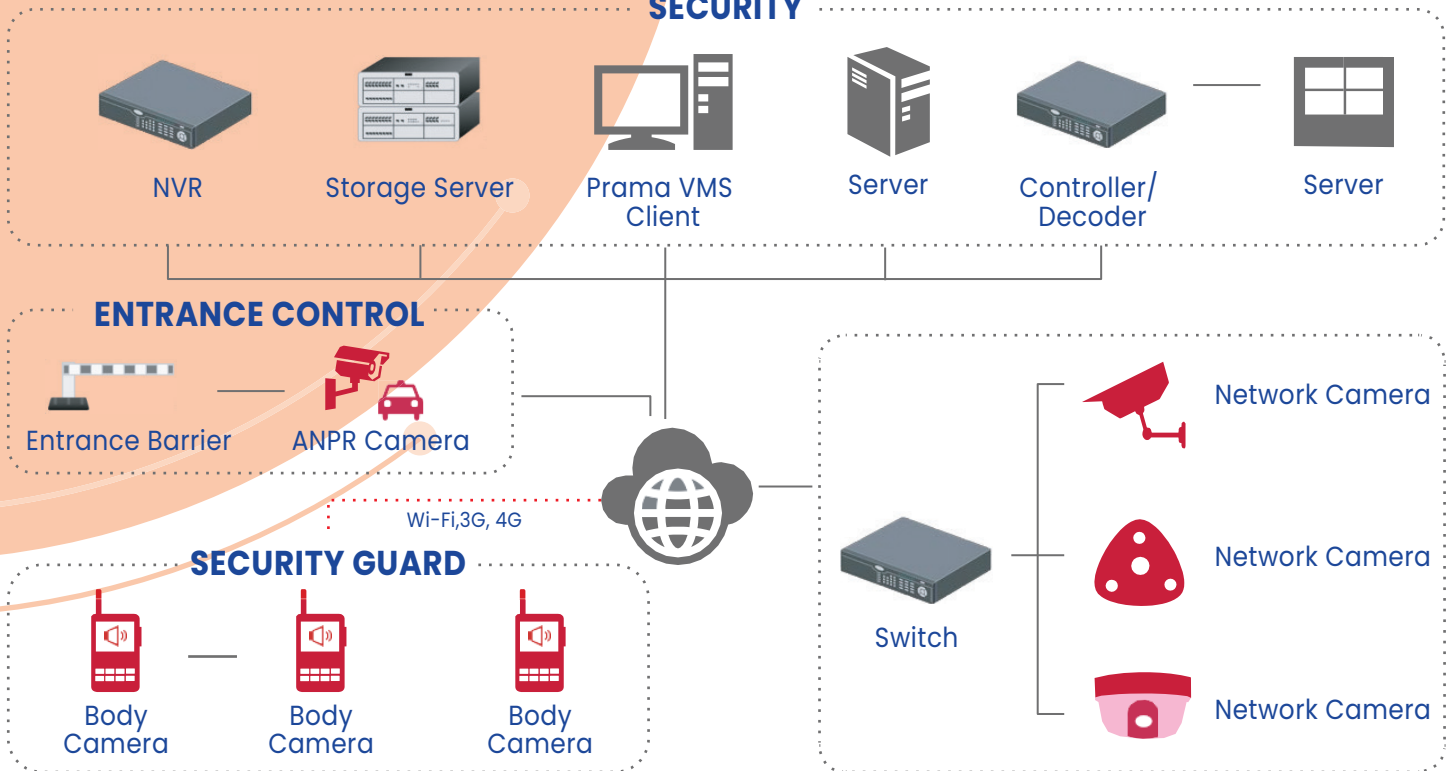 SECURITY
NVR
Storage Server
Prama VMS
Client
Server
Controller/
Decoder
Server
ENTRANCE CONTROL
Entrance Barrier
ANPR Camera
Wi-Fi,3G, 4G
SECURITY GUARD
Body
Camera
Body
Camera
Body
Camera
Switch
Network Camera
Network Camera
Network Camera